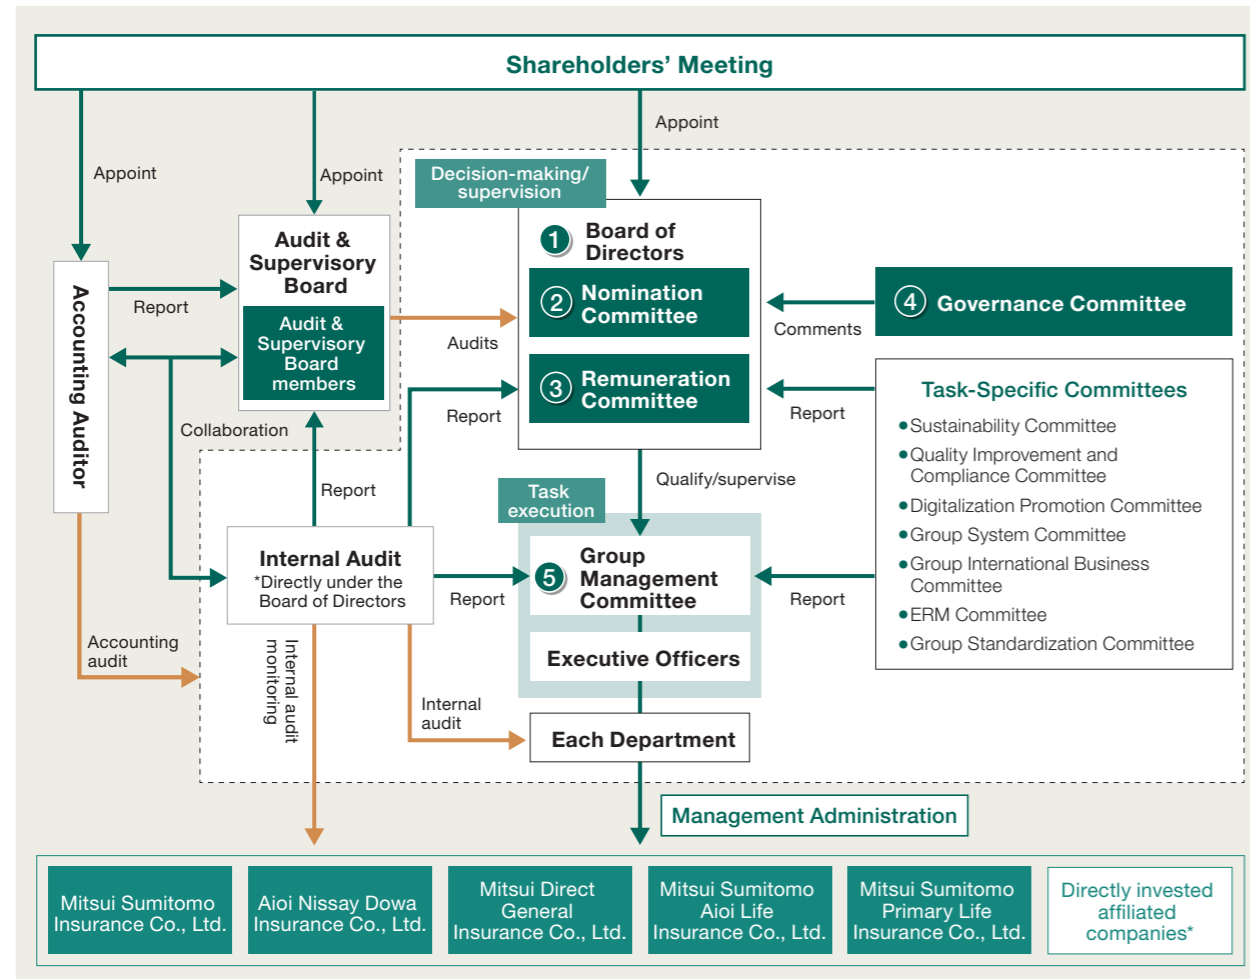 Shareholders' Meeting
Appoint
Appoint
Appoint
Decision-making/
supervision
Audit &
Supervisory
Board
Audit &
Supervisory
Board
members
Accounting Auditor
Report
Collaboration
Audits
1 Board of
Directors
2 Nomination
Committee
3 Remuneration
Committee
Comments
4 Governance Committee
Report
Report
Task-Specific Committees
•Sustainability Committee
•Quality Improvement and
Compliance Committee
•Digitalization Promotion Committee
•Group System Committee
•Group International Business
Committee
•ERM Committee
•Group Standardization Committee
Report
Qualify/supervise
Task
execution
Internal Audit
*Directly under the
Board of Directors
Report
5 Group
Management
Committee
Report
Executive Officers
Accounting
audit
Internal audit
monitoring
Internal
audit
Each Department
Management Administration
Mitsui Sumitomo
Insurance Co., Ltd.
Aioi Nissay Dowa
Insurance Co., Ltd.
Mitsui Direct
General
Insurance Co., Ltd.
Mitsui Sumitomo
Aioi Life
Insurance Co., Ltd.
Mitsui Sumitomo
Primary Life
Insurance Co., Ltd.
Directly invested
affiliated
companies*